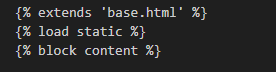 {% extends 'base.html' %}
{% load static %}
{% block content %}